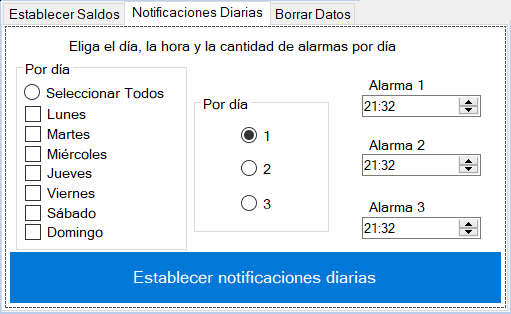 Establecer Saldos
Notificaciones Diarias
Borrar Datos
Eliga el día, la hora y la cantidad de alarmas por día
Por día
Seleccionar Todos
Lunes
Martes
Miércoles
Jueves
Viernes
Sábado
Domingo
Por día
1
2
3
Alarma 1
21:32
Alarma 2
21:32
Alarma 3
21:32
Establecer notificaciones diarias